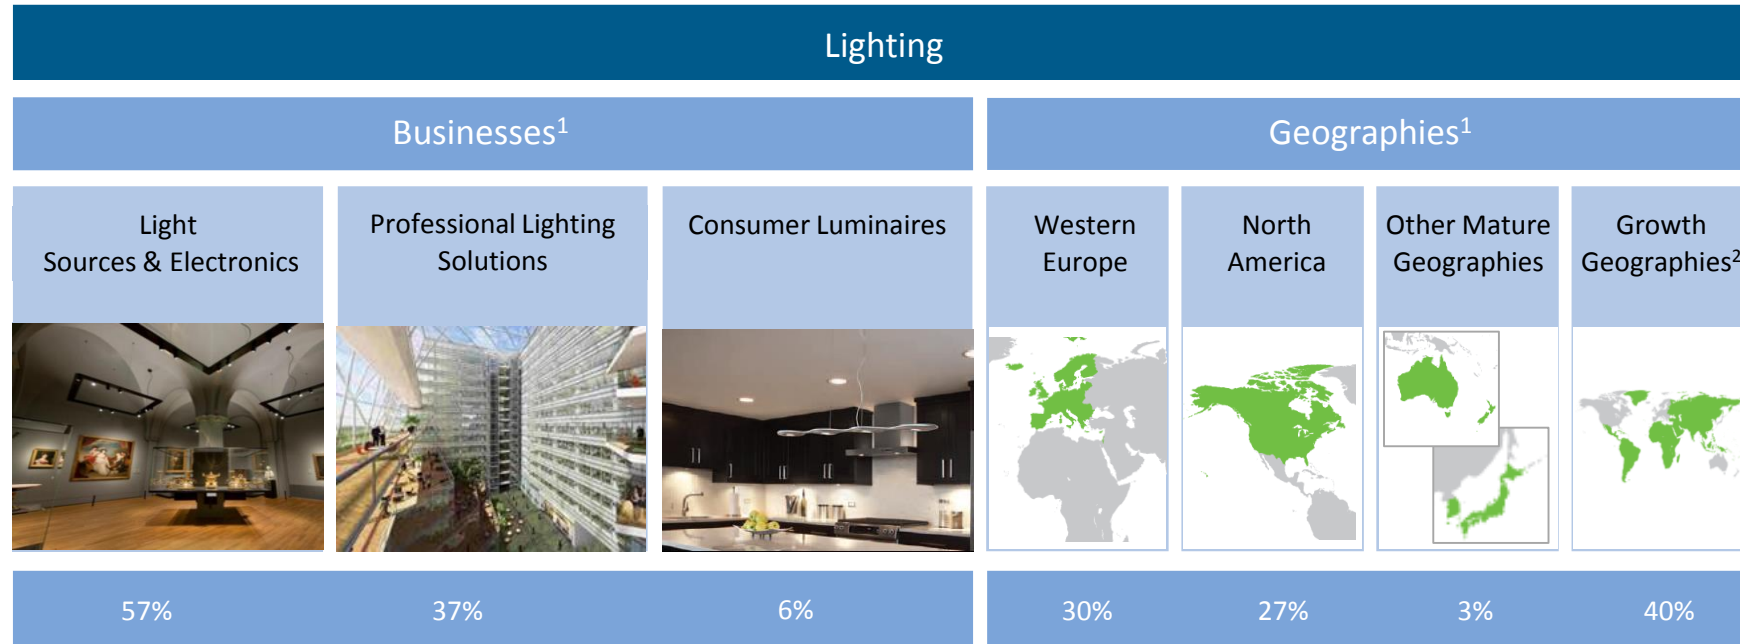 Lighting
Businesses¹
Geographies¹
Light
Sources & Electronics
Professional Lighting
Solutions
Consumer Luminaires
Western
Europe
North
America
Other Mature
Geographies
Growth
Geographies²
57%
37%
6%
30%
27%
3%
40%